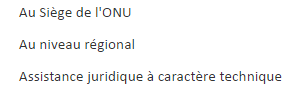 Au Siège de l'ONU
Au niveau régional
Assistance juridique à caractère technique